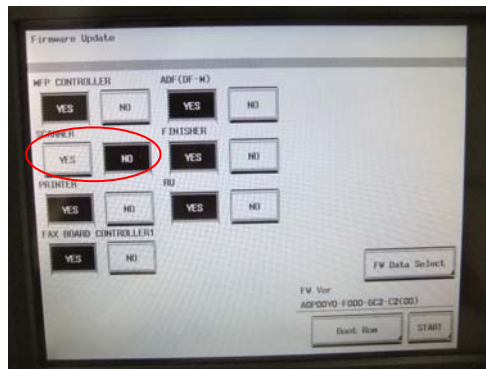 Firmware Update
MFP CONTROLLER
YES NO
SCANNER
YES NO
PRINTER
YES NO
FAX BOARD CONTROLLER1
YES NO
ADF(DF-M)
YES NO
FINISHER
YES NO
RU
YES NO
FW Data Select
FW Ver
Boot Rom START